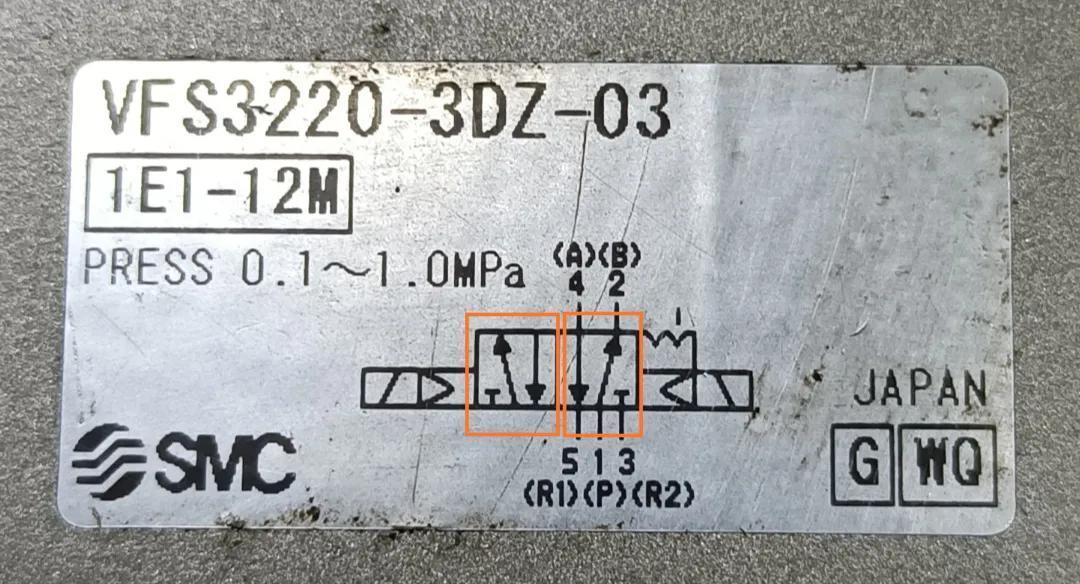 VFS3220-3DZ-03
1E1-12M
PRESS 0.1～1.0MPa
(A)(B)
4 2
5 1 3
(R1)(P)(R2)
SMC
JAPAN
G WQ